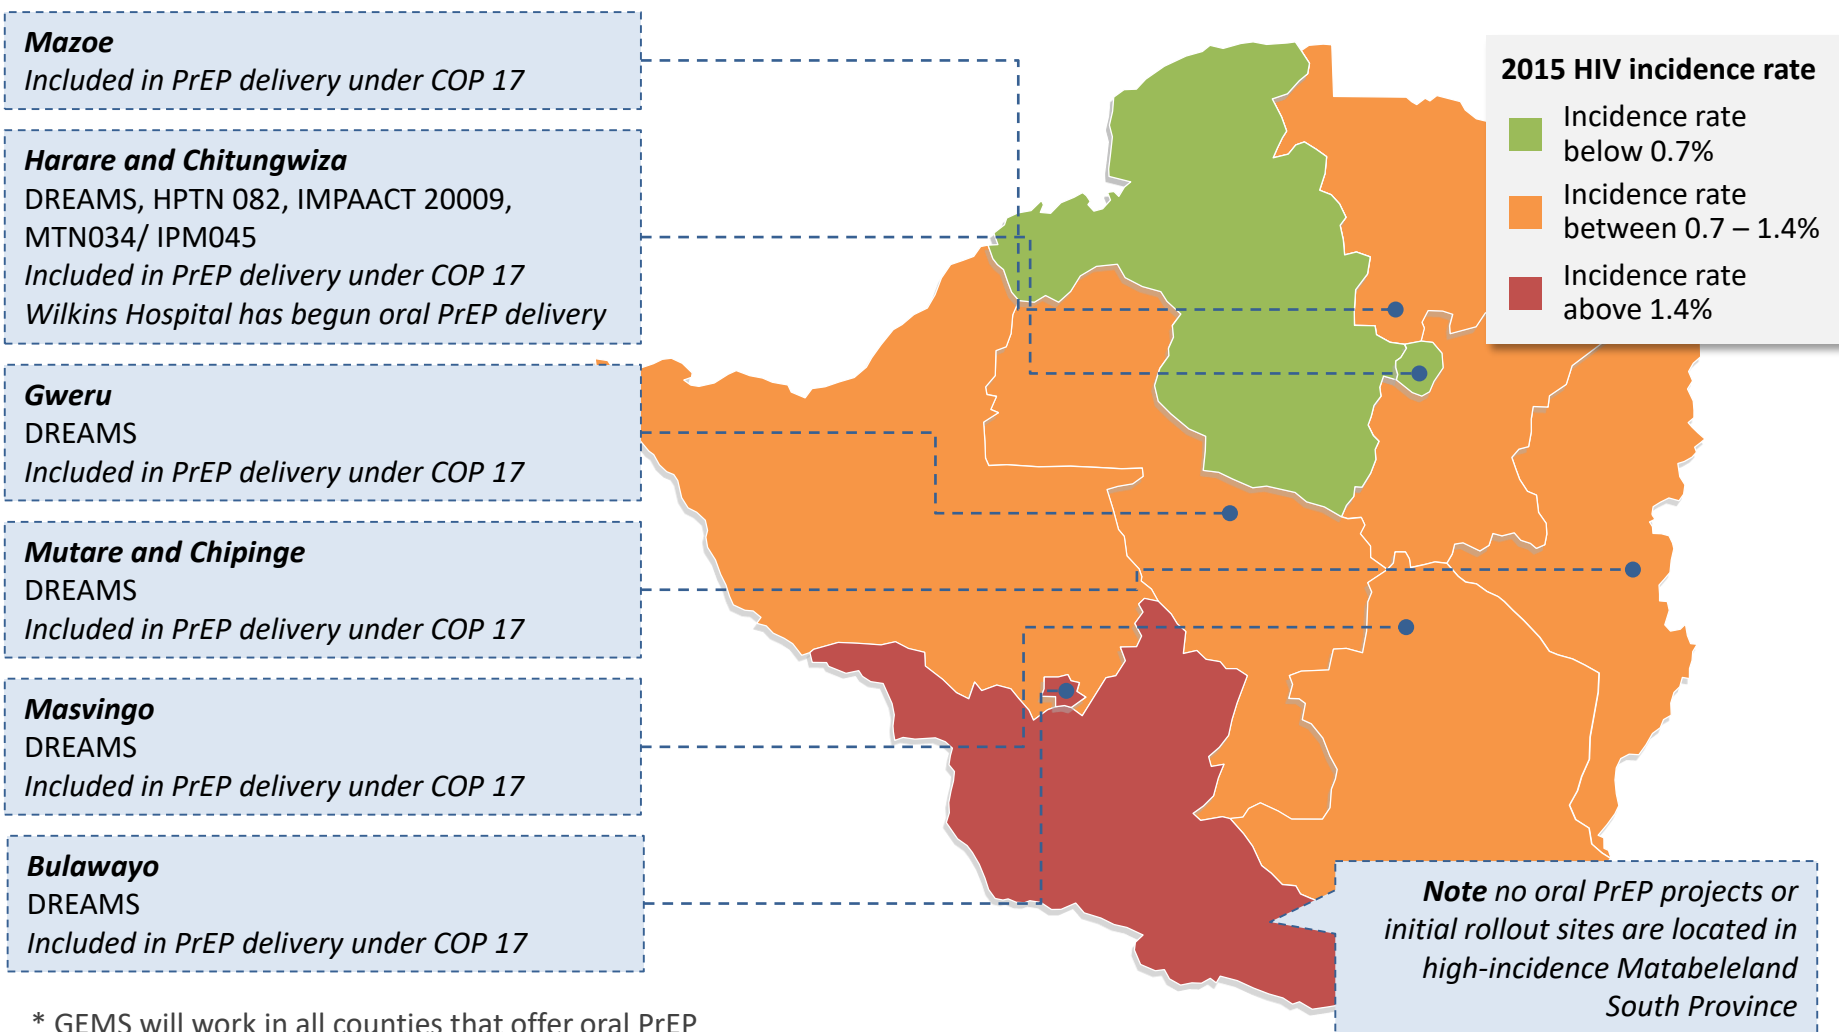 Mazoe
Included in PrEP delivery under COP 17
Harare and Chitungwiza
DREAMS, HPTN 082, IMPAACT 20009,
MTN034/ IPM045
Included in PrEP delivery under COP 17
Wilkins Hospital has begun oral PrEP delivery
Gweru
DREAMS
Included in PrEP delivery under COP 17
Mutare and Chipinge
DREAMS
Included in PrEP delivery under COP 17
Masvingo
DREAMS
Included in PrEP delivery under COP 17
Bulawayo
DREAMS
Included in PrEP delivery under COP 17
* GEMS will work in all counties that offer oral PrEP
2015 HIV incidence rate
Incidence rate
below 0.7%
Incidence rate
between 0.7 – 1.4%
Incidence rate
above 1.4%
Note no oral PrEP projects or
initial rollout sites are located in
high-incidence Matabeleland
South Province